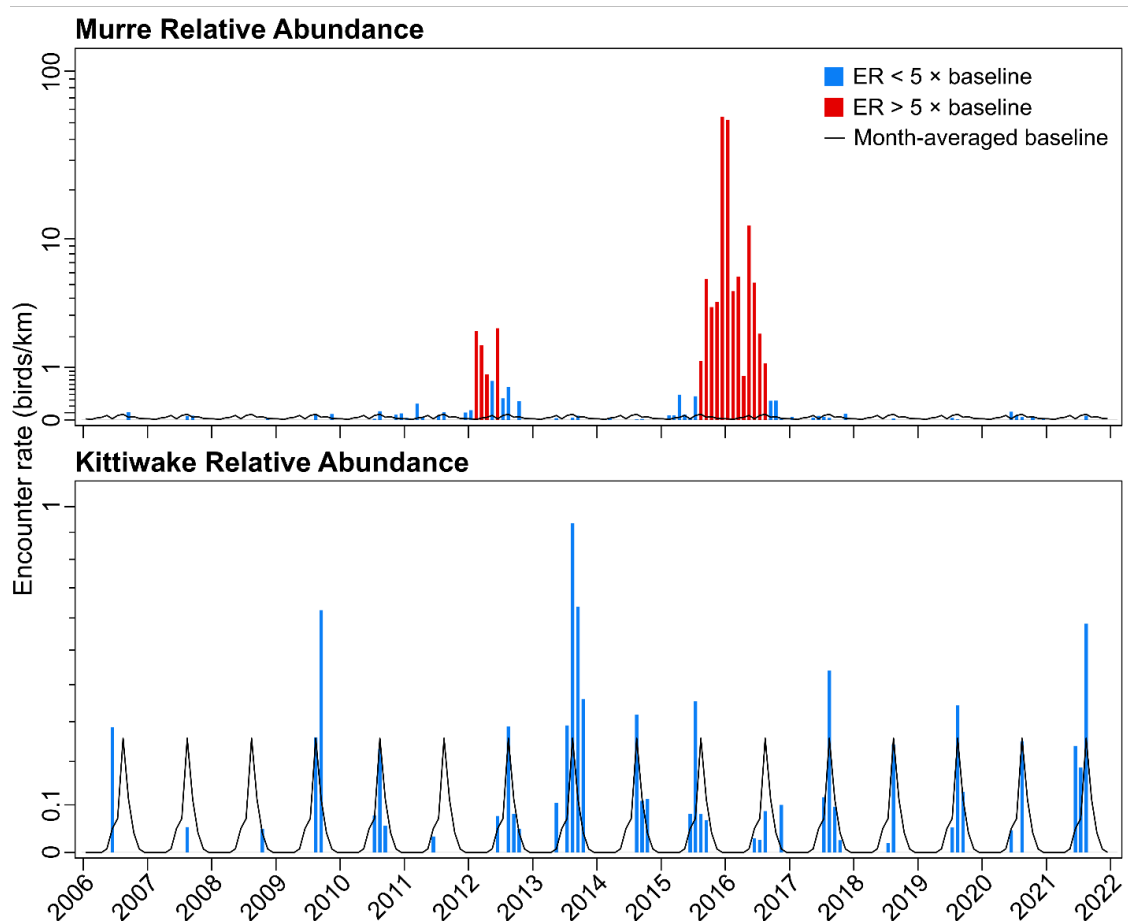 Murre Relative Abundance
100
10
1
0
ER < 5 × baseline
ER > 5 × baseline
Month-averaged baseline
Encounter rate (birds/km)
Kittiwake Relative Abundance
1
0.1
0
2006 2007 2008 2009 2010 2011 2012 2013 2014 2015 2016 2017 2018 2019 2020 2021 2022